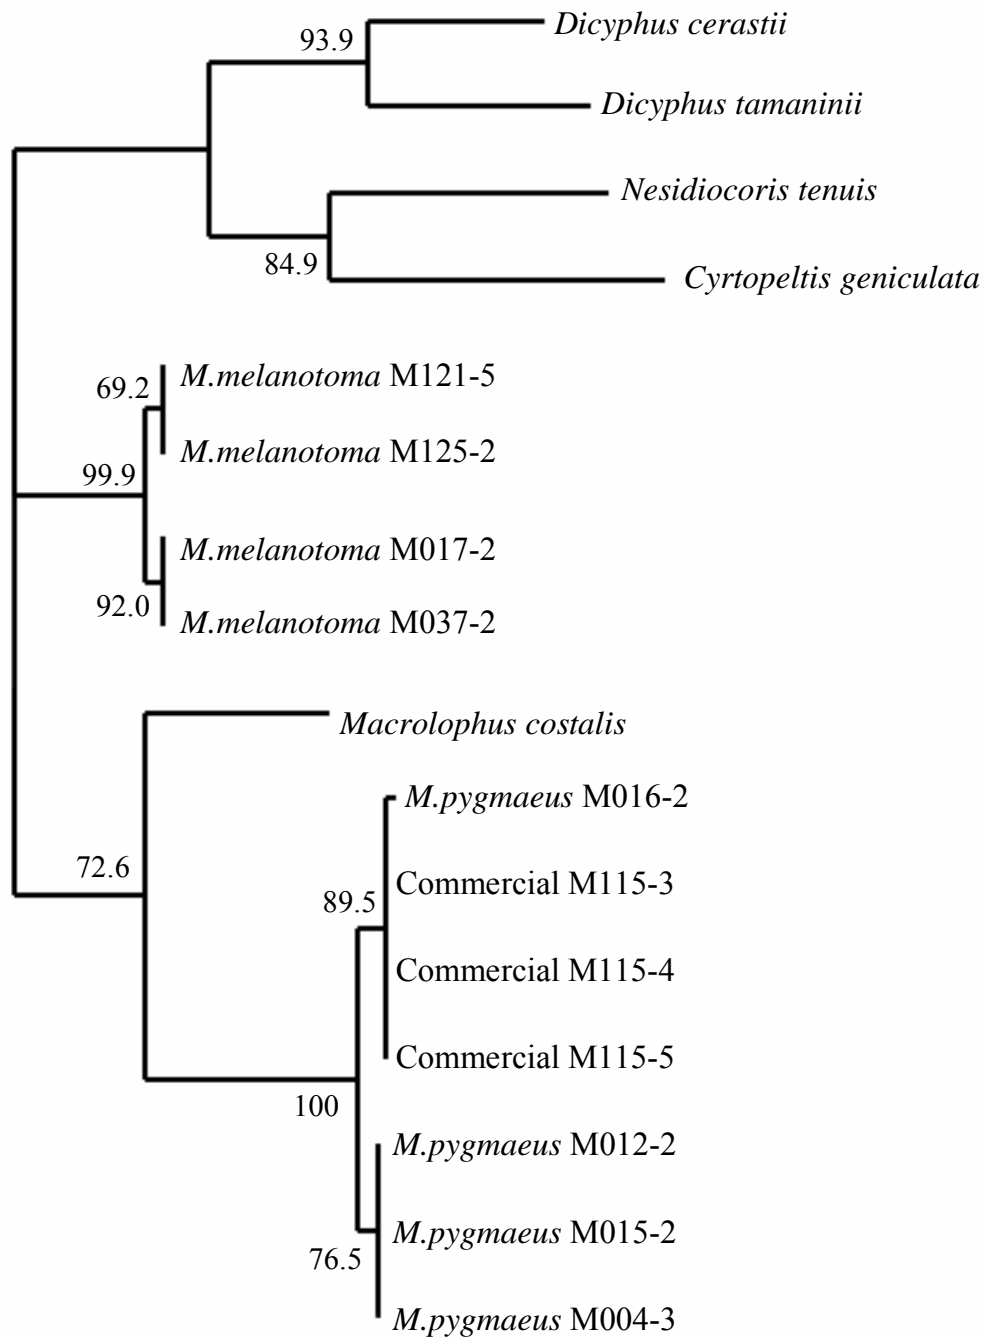 Dicyphus cerastii
93.9
Dicyphus tamaninii
Nesidiocoris tenuis
84.9
Cyrtopeltis geniculata
M.melanotoma M121-5
69.2
M.melanotoma M125-2
99.9
M.melanotoma M017-2
92.0
M.melanotoma M037-2
Macrolophus costalis
M.pygmaeus M016-2
72.6
Commercial M115-3
89.5
Commercial M115-4
Commercial M115-5
100
M.pygmaeus M012-2
M.pygmaeus M015-2
76.5
M.pygmaeus M004-3